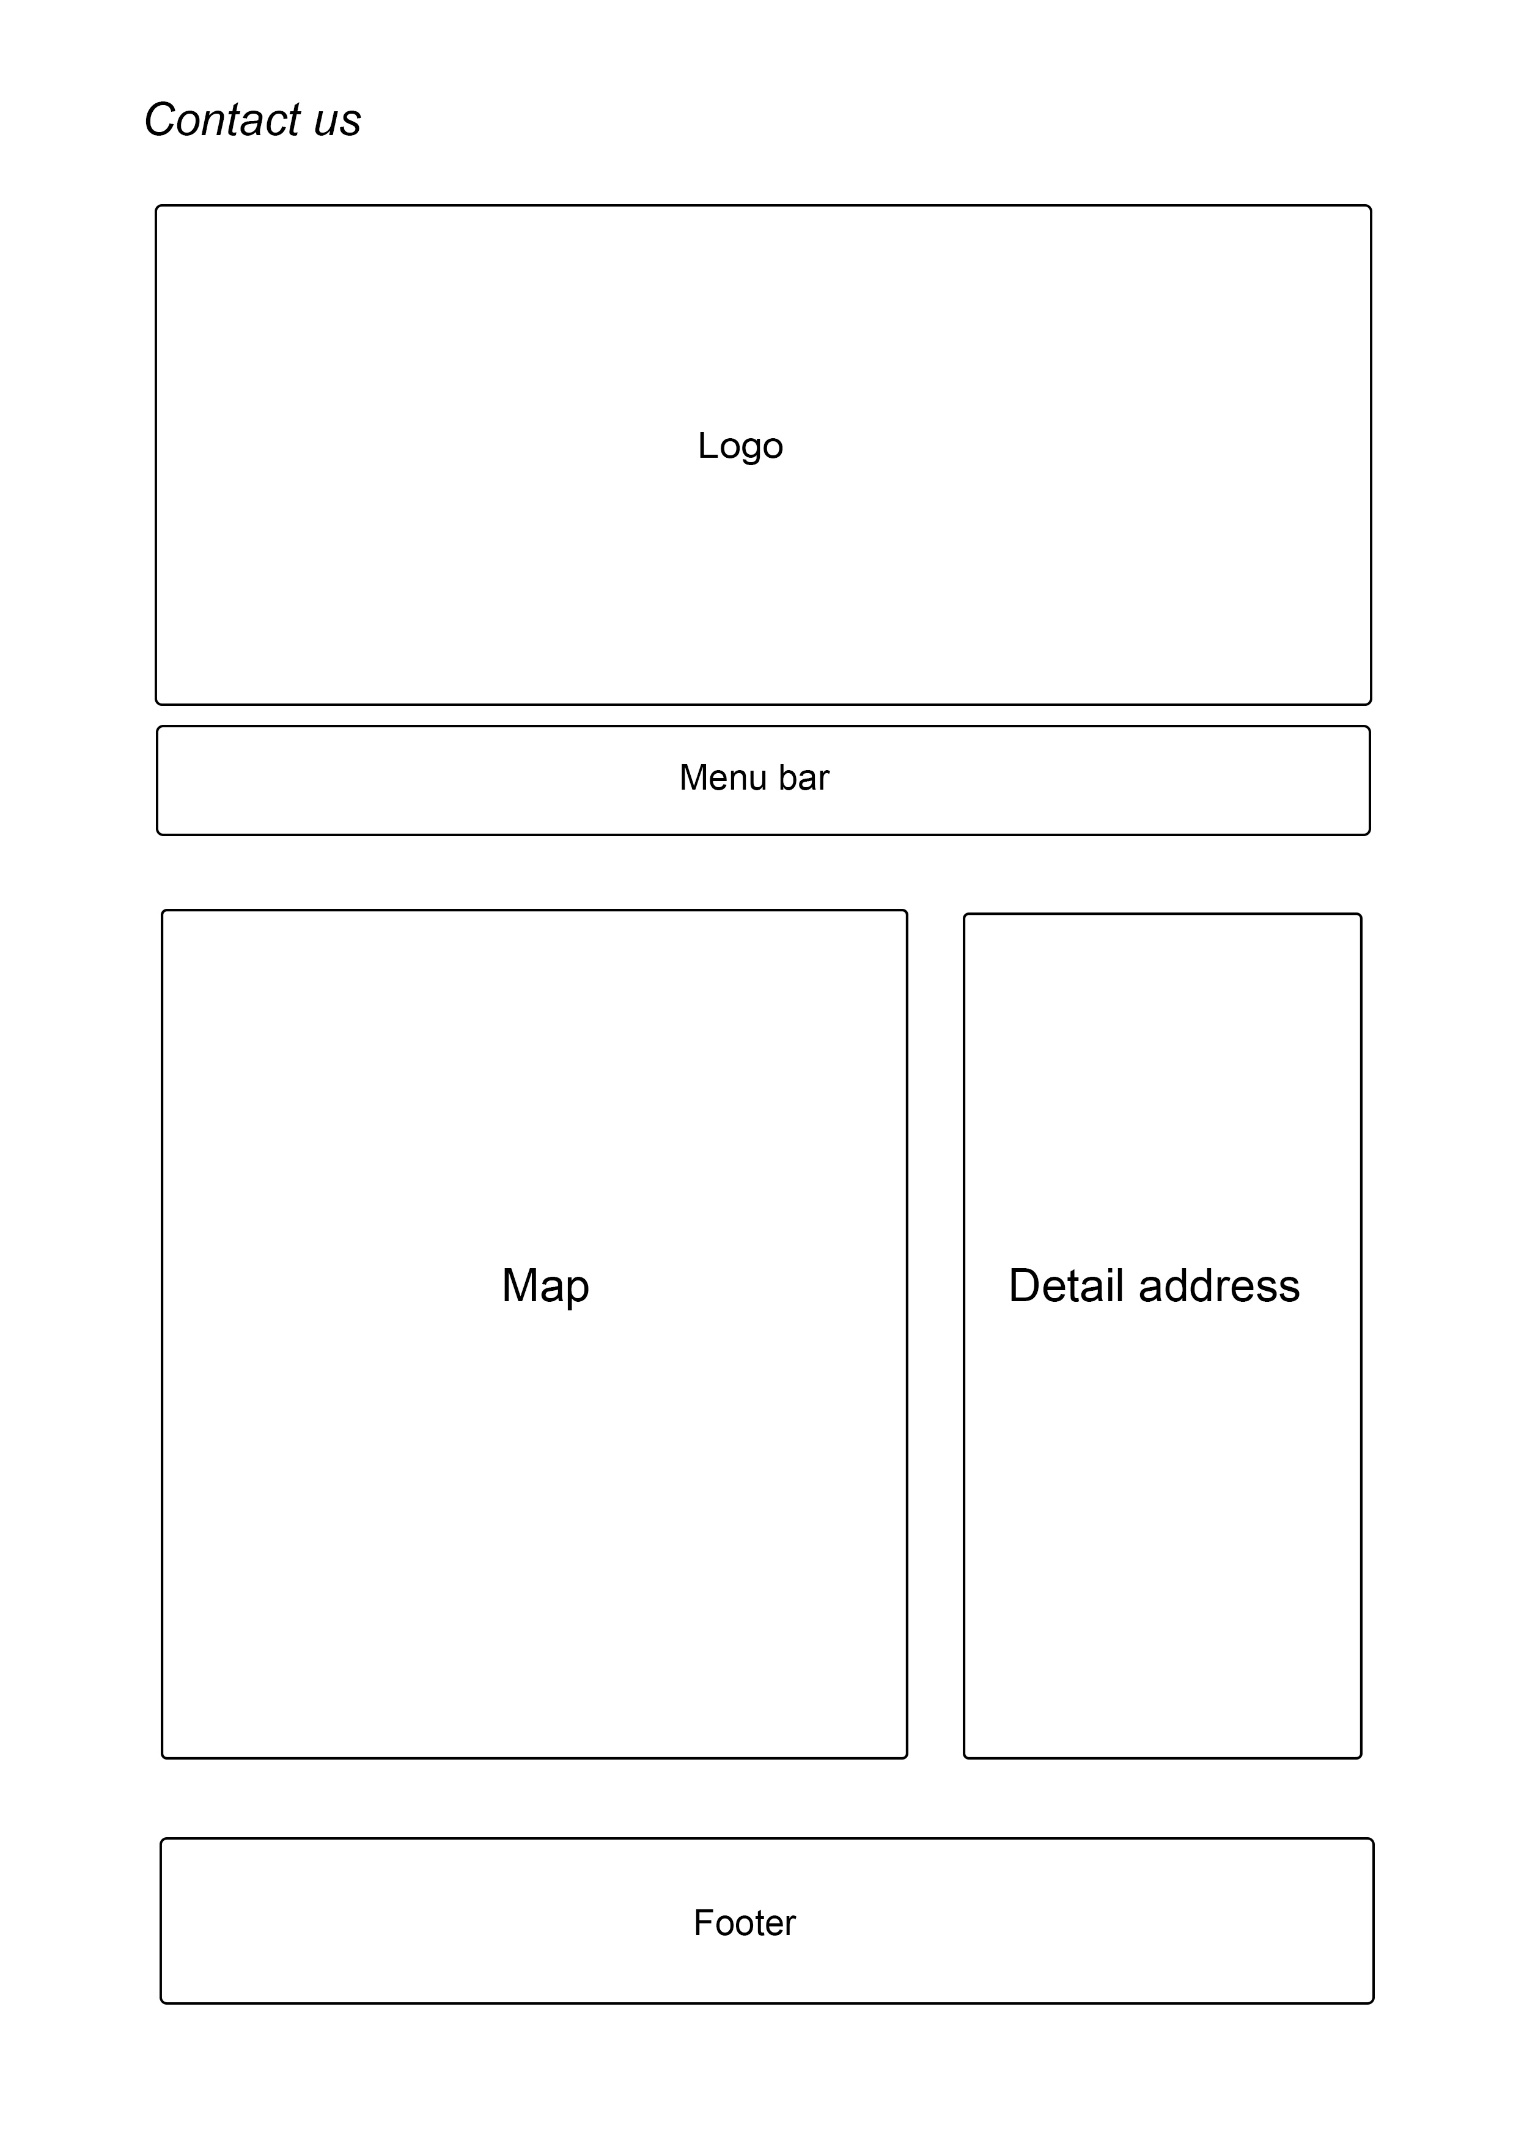 Contact us
Logo
Menu bar
Map
Detail address
Footer